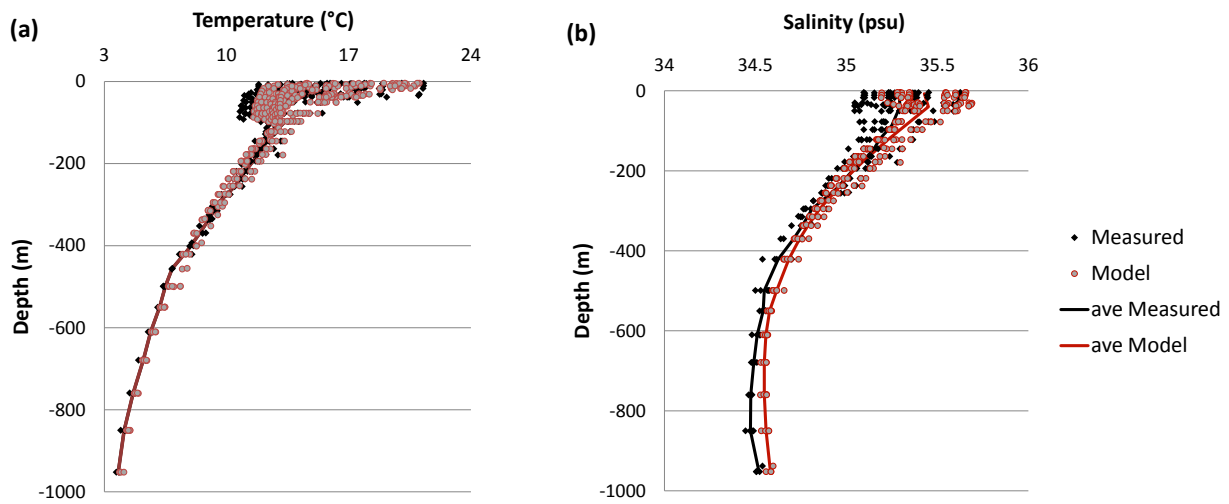 (a)
Temperature (°C)
3 10 17 24
0
-200
-400
-600
-800
-1000
Depth (m)
(b)
Salinity (psu)
34 34.5 35 35.5 36
0
-200
-400
-600
-800
-1000
Depth (m)
Measured
Model
ave Measured
ave Model